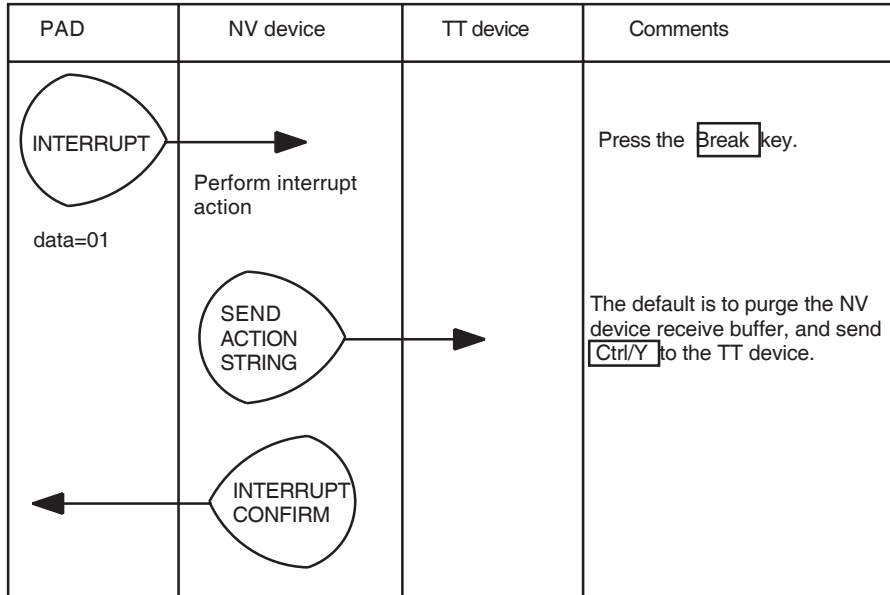 PAD NV device TT device Comments
INTERRUPT
Press the Break key.
Perform interrupt
action
data=01
SEND
ACTION
STRING
The default is to purge the NV
device receive buffer, and send
Ctrl/Y to the TT device.
INTERRUPT
CONFIRM